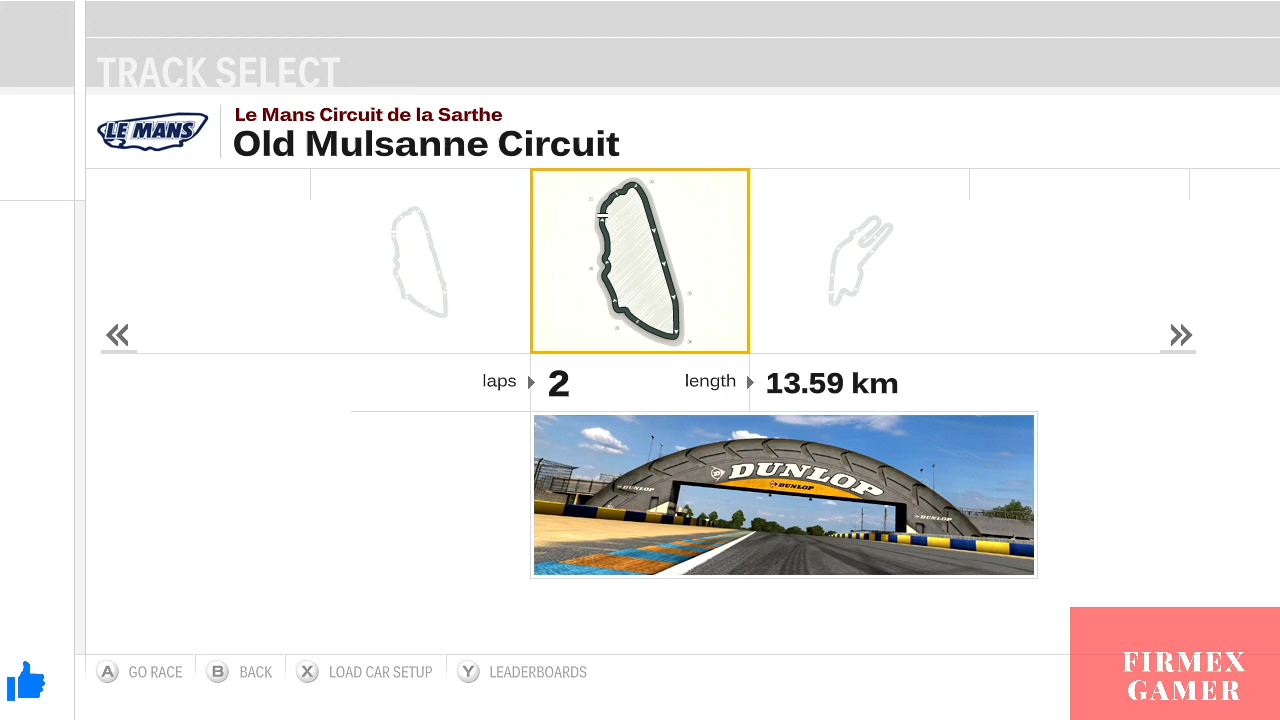 TRACK SELECT
LE MANS
Le Mans Circuit de la Sarthe
Old Mulsanne Circuit
laps 2 length 13.59 km
DUNLOP
DUNLOP
DUNLOP
DUNLOP
A GO RACE B BACK X LOAD CAR SETUP Y LEADERBOARDS
FIRMEX
GAMER